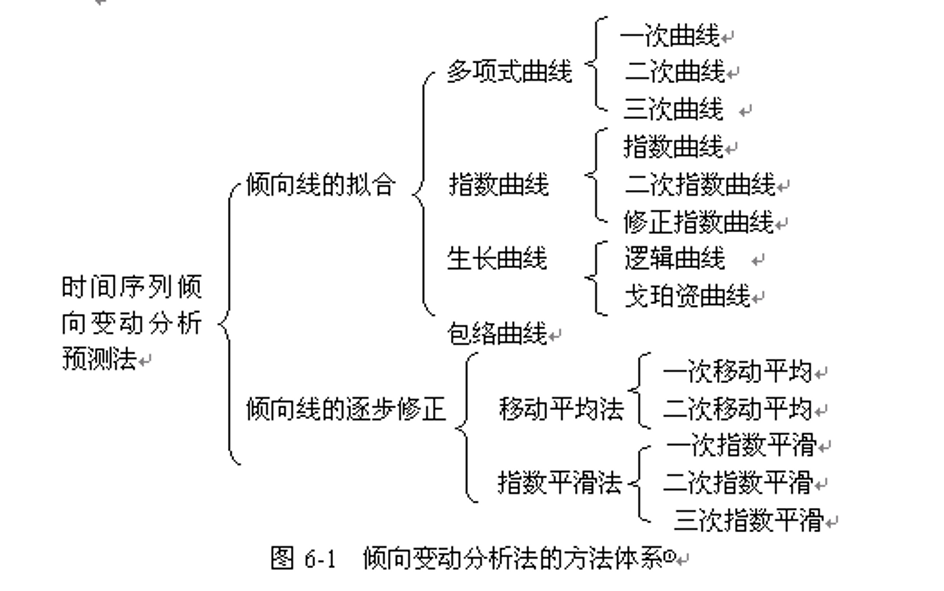 一次曲线
多项式曲线
二次曲线
三次曲线
指数曲线
倾向线的拟合
指数曲线
二次指数曲线
修正指数曲线
生长曲线
逻辑曲线
时间序列倾
戈珀资曲线
向变动分析
包络曲线
预测法
一次移动平均
倾向线的逐步修正
移动平均法
二次移动平均
一次指数平滑
指数平滑法
二次指数平滑
三次指数平滑
图 6-1 倾向变动分析法的方法体系①